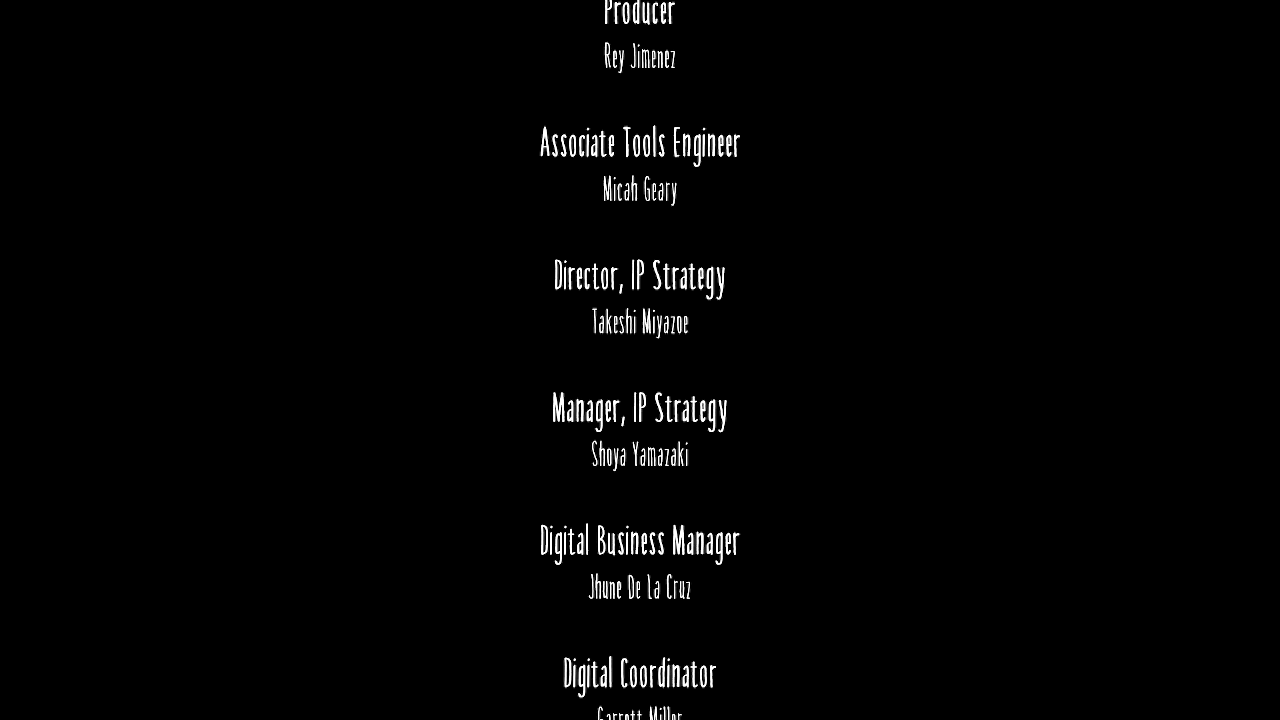 Producer
Rey Jimenez
Associate Tools Engineer
Micah Geary
Director, IP Strategy
Takeshi Miyazoe
Manager, IP Strategy
Shoya Yamazaki
Digital Business Manager
Jhune De La Cruz
Digital Coordinator
Garrett Miller